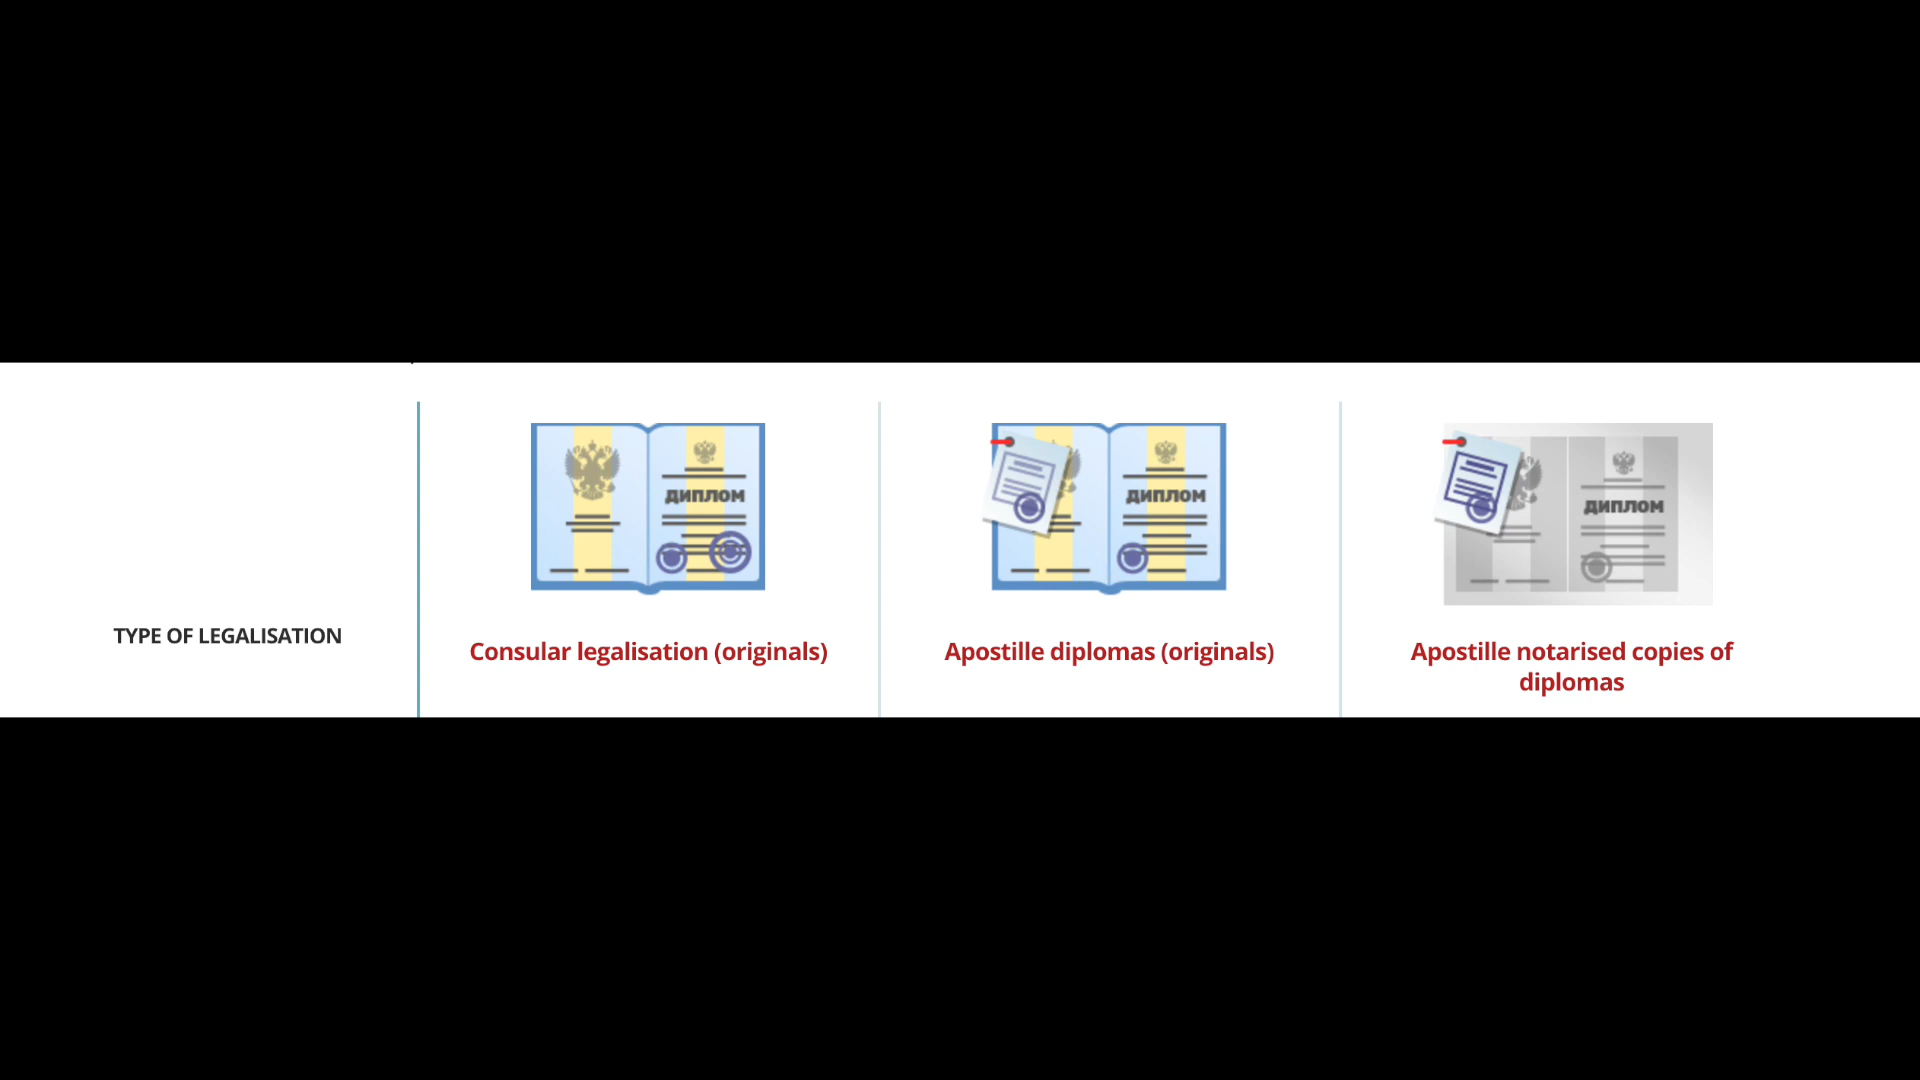 ДИПЛОМ
ДИПЛОМ
ДИПЛОМ
TYPE OF LEGALISATION
Consular legalisation (originals)
Apostille diplomas (originals)
Apostille notarised copies of
diplomas